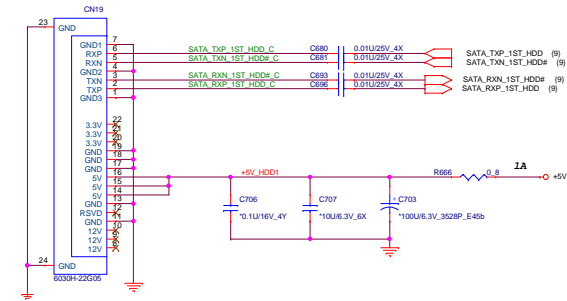 CN19
23 GND
GND1 7
RXP 6 SATA_TXP_1ST_HDD_C C680 0.01U/25V_4X SATA_TXP_1ST_HDD (9)
RXN 5 SATA_TXN_1ST_HDD#_C C681 0.01U/25V_4X SATA_TXN_1ST_HDD# (9)
GND2 4
TXN 3 SATA_RXN_1ST_HDD#_C C693 0.01U/25V_4X SATA_RXN_1ST_HDD# (9)
TXP 2 SATA_RXP_1ST_HDD_C C696 0.01U/25V_4X SATA_RXP_1ST_HDD (9)
GND3 1
3.3V 22
3.3V 21
3.3V 20
GND 19
GND 18
GND 17
5V 16 +5V_HDD1 R666 0_8 1A +5V
5V 15
5V 14
GND 13
RSVD 12
GND 11
12V 10
12V 9
12V 8
C706 *0.1U/16V_4Y
C707 *10U/6.3V_6X
+ C703 *100U/6.3V_3528P_E45b
24 GND
6030H-22G05